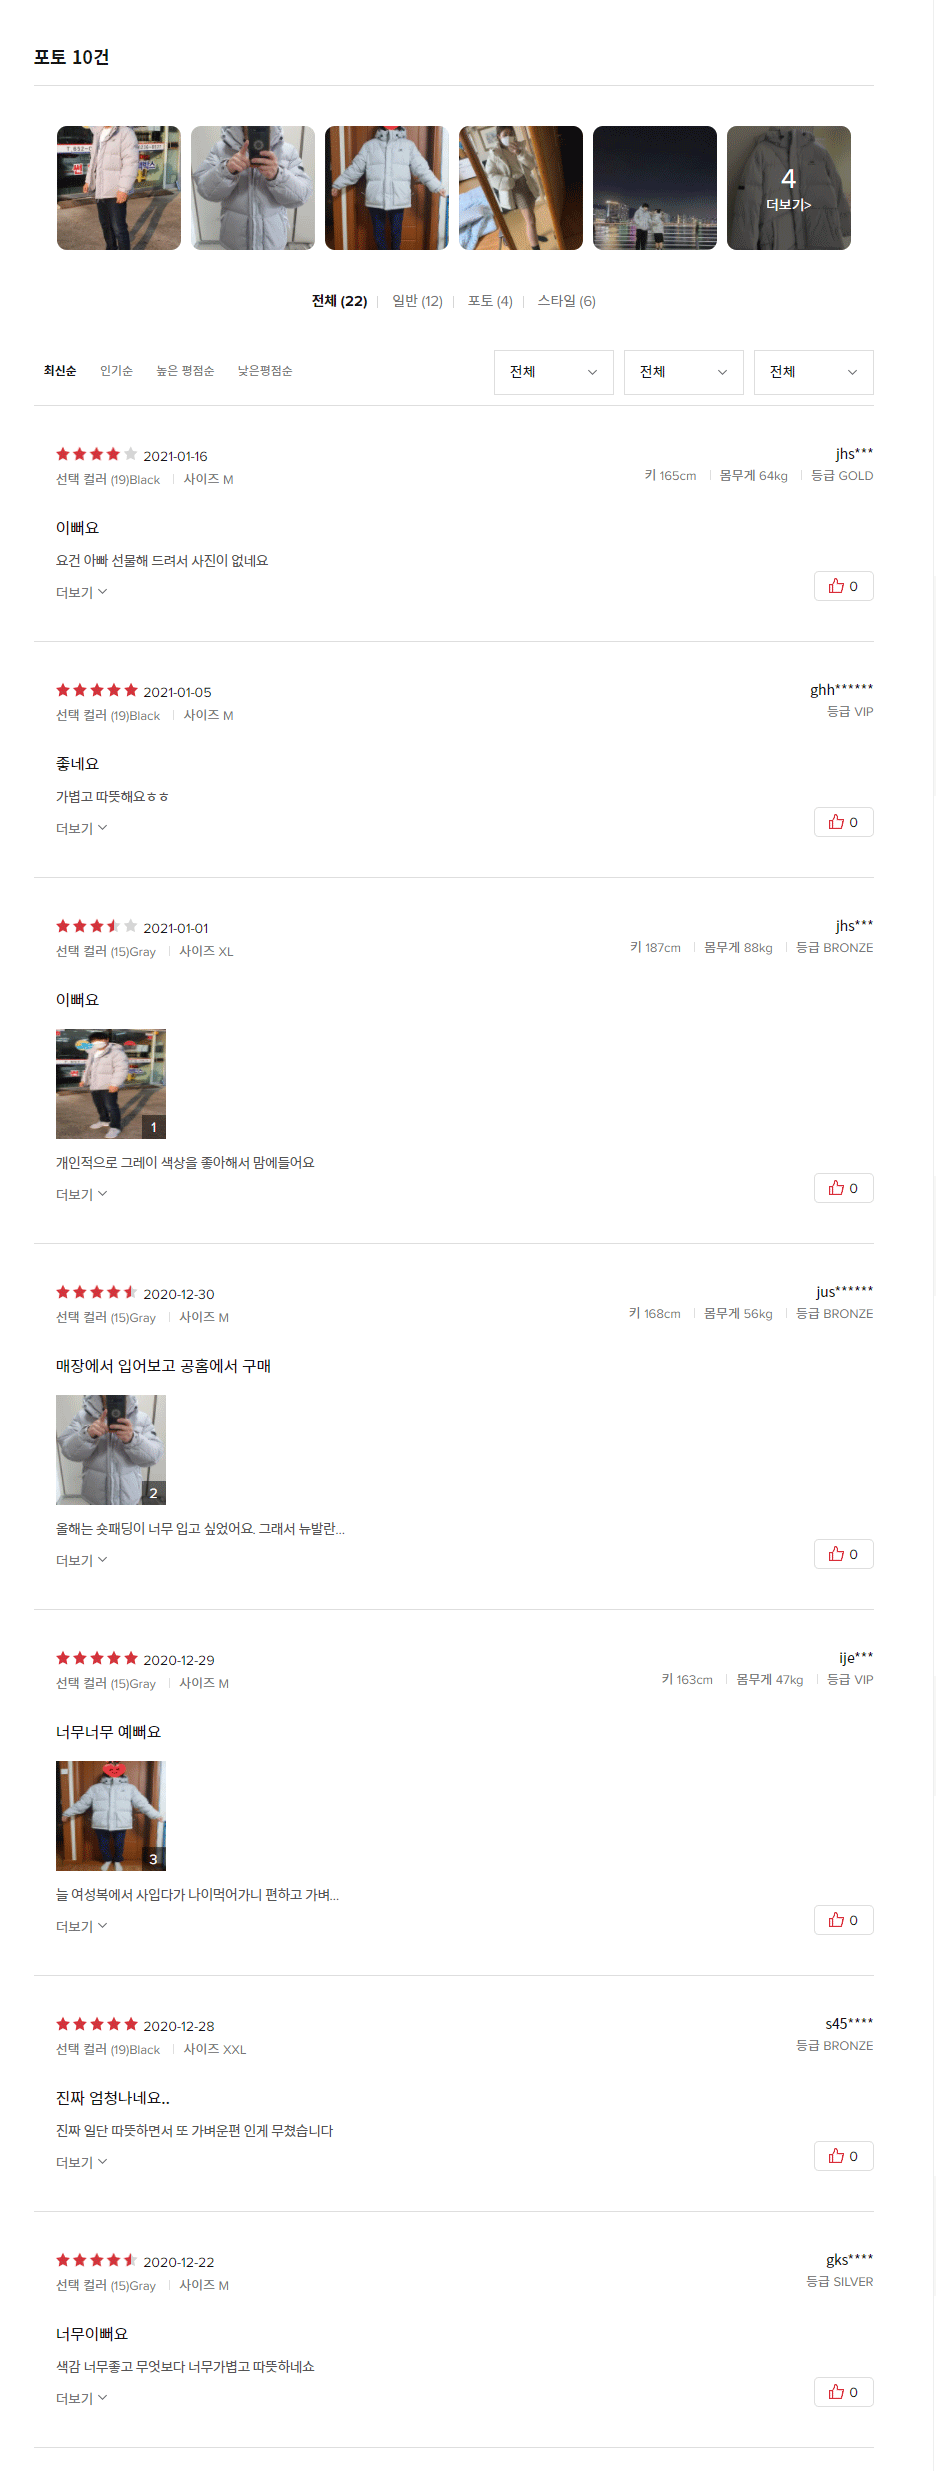 포토 10건
4
더보기>
전체 (22)
일반 (12)
포토 (4)
스타일 (6)
최신순
인기순
높은 평점순
낮은평점순
전체
전체
전체
2021-01-16
jhs***
선택 컬러 (19)Black
사이즈 M
키 165cm
몸무게 64kg
등급 GOLD
이뻐요
요건 아빠 선물해 드려서 사진이 없네요
더보기
0
2021-01-05
ghh******
선택 컬러 (19)Black
사이즈 M
등급 VIP
좋네요
가볍고 따뜻해요ㅎㅎ
더보기
0
2021-01-01
jhs***
선택 컬러 (15)Gray
사이즈 XL
키 187cm
몸무게 88kg
등급 BRONZE
이뻐요
1
개인적으로 그레이 색상을 좋아해서 맘에들어요
더보기
0
2020-12-30
jus******
선택 컬러 (15)Gray
사이즈 M
키 168cm
몸무게 56kg
등급 BRONZE
매장에서 입어보고 공홈에서 구매
2
올해는 숏패딩이 너무 입고 싶었어요. 그래서 뉴발란...
더보기
0
2020-12-29
ije***
선택 컬러 (15)Gray
사이즈 M
키 163cm
몸무게 47kg
등급 VIP
너무너무 예뻐요
3
늘 여성복에서 사입다가 나이먹어가니 편하고 가벼...
더보기
0
2020-12-28
s45****
선택 컬러 (19)Black
사이즈 XXL
등급 BRONZE
진짜 엄청나네요..
진짜 일단 따뜻하면서 또 가벼운편 인게 무쳤습니다
더보기
0
2020-12-22
gks****
선택 컬러 (15)Gray
사이즈 M
등급 SILVER
너무이뻐요
색감 너무좋고 무엇보다 너무가볍고 따뜻하네쇼
더보기
0